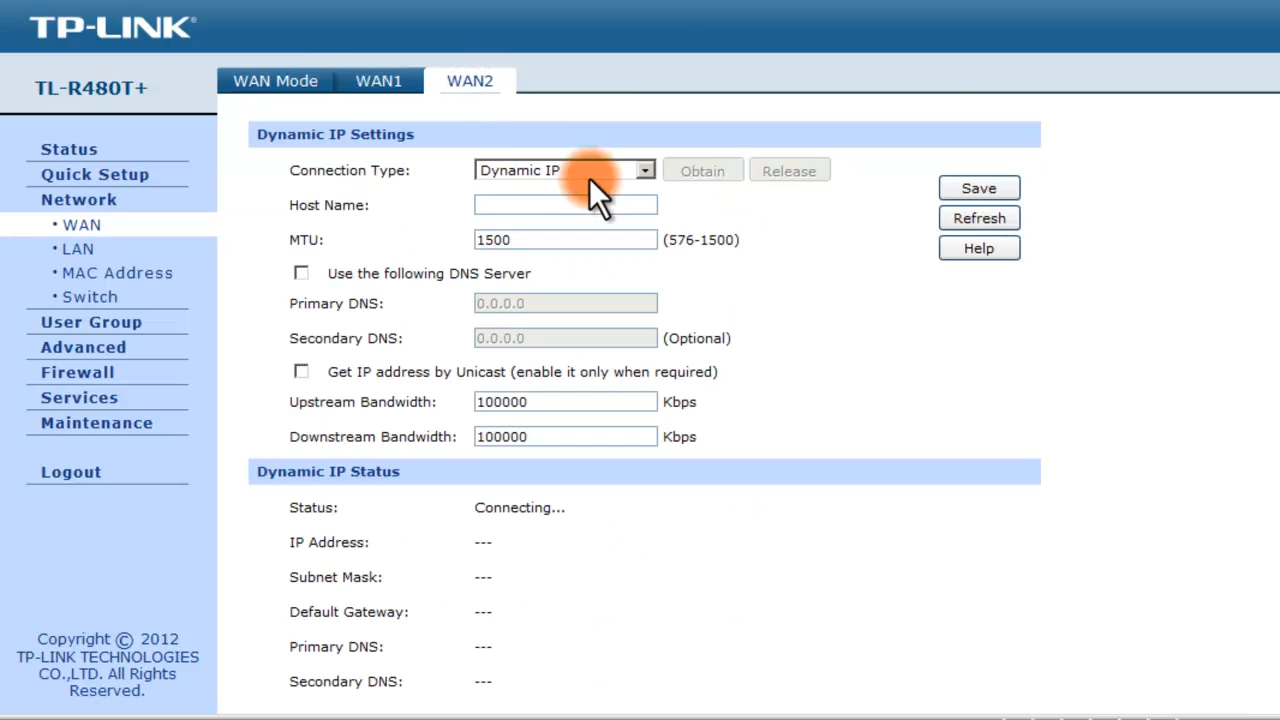 TP-LINK®
TL-R480T+
WAN Mode WAN1 WAN2
Status
Quick Setup
Network
• WAN
• LAN
• MAC Address
• Switch
User Group
Advanced
Firewall
Services
Maintenance
Logout
Copyright © 2012
TP-LINK TECHNOLOGIES
CO.,LTD. All Rights
Reserved.
Dynamic IP Settings
Connection Type: Dynamic IP Obtain Release
Host Name:
MTU: 1500 (576-1500)
Use the following DNS Server
Primary DNS: 0.0.0.0
Secondary DNS: 0.0.0.0 (Optional)
Get IP address by Unicast (enable it only when required)
Upstream Bandwidth: 100000 Kbps
Downstream Bandwidth: 100000 Kbps
Save
Refresh
Help
Dynamic IP Status
Status: Connecting...
IP Address: ---
Subnet Mask: ---
Default Gateway: ---
Primary DNS: ---
Secondary DNS: ---